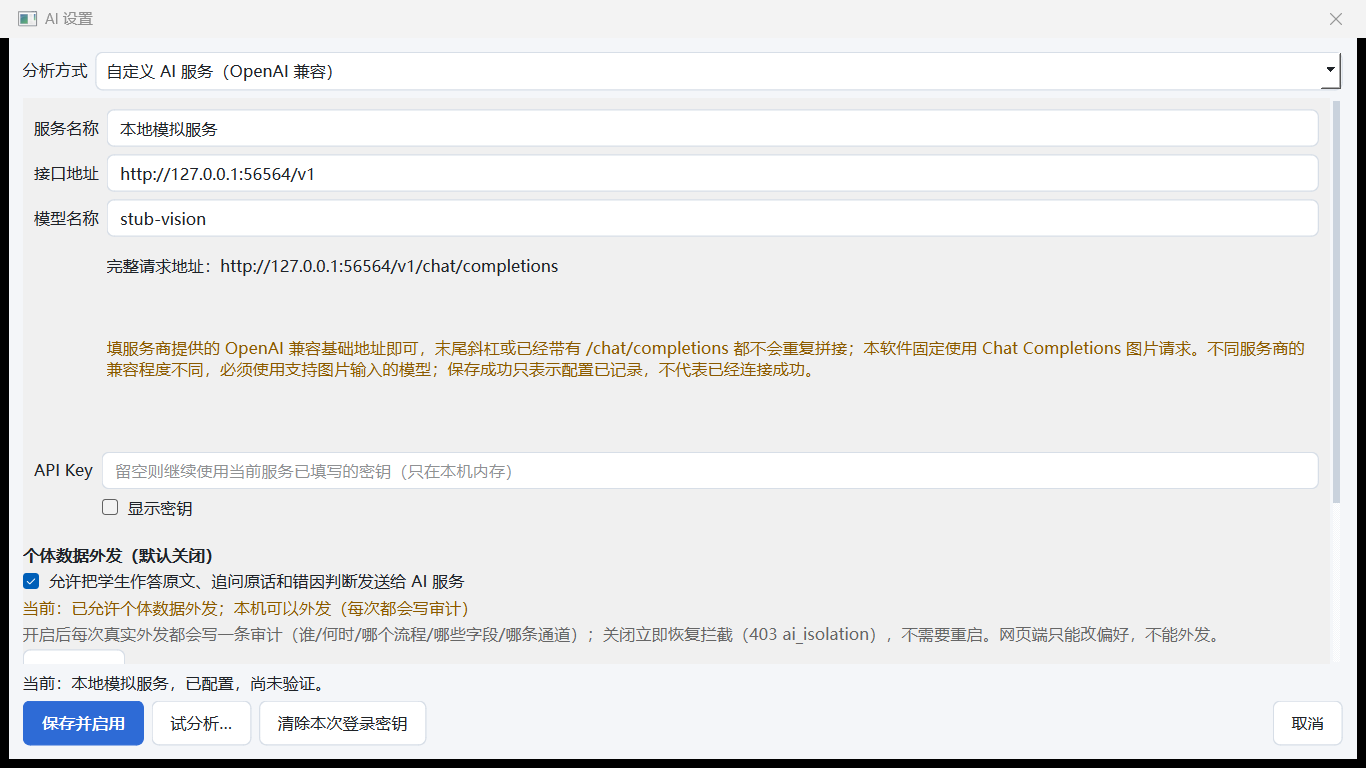 AI 设置
分析方式 自定义 AI 服务（OpenAI 兼容）
服务名称 本地模拟服务
接口地址 http://127.0.0.1:56564/v1
模型名称 stub-vision
完整请求地址：http://127.0.0.1:56564/v1/chat/completions
填服务商提供的 OpenAI 兼容基础地址即可，末尾斜杠或已经带有 /chat/completions 都不会重复拼接；本软件固定使用 Chat Completions 图片请求。不同服务商的
兼容程度不同，必须使用支持图片输入的模型；保存成功只表示配置已记录，不代表已经连接成功。
API Key 留空则继续使用当前服务已填写的密钥（只在本机内存）
显示密钥
个体数据外发（默认关闭）
允许把学生作答原文、追问原话和错因判断发送给 AI 服务
当前：已允许个体数据外发；本机可以外发（每次都会写审计）
开启后每次真实外发都会写一条审计（谁/何时/哪个流程/哪些字段/哪条通道）；关闭立即恢复拦截（403 ai_isolation），不需要重启。网页端只能改偏好，不能外发。
当前：本地模拟服务，已配置，尚未验证。
保存并启用 试分析... 清除本次登录密钥 取消